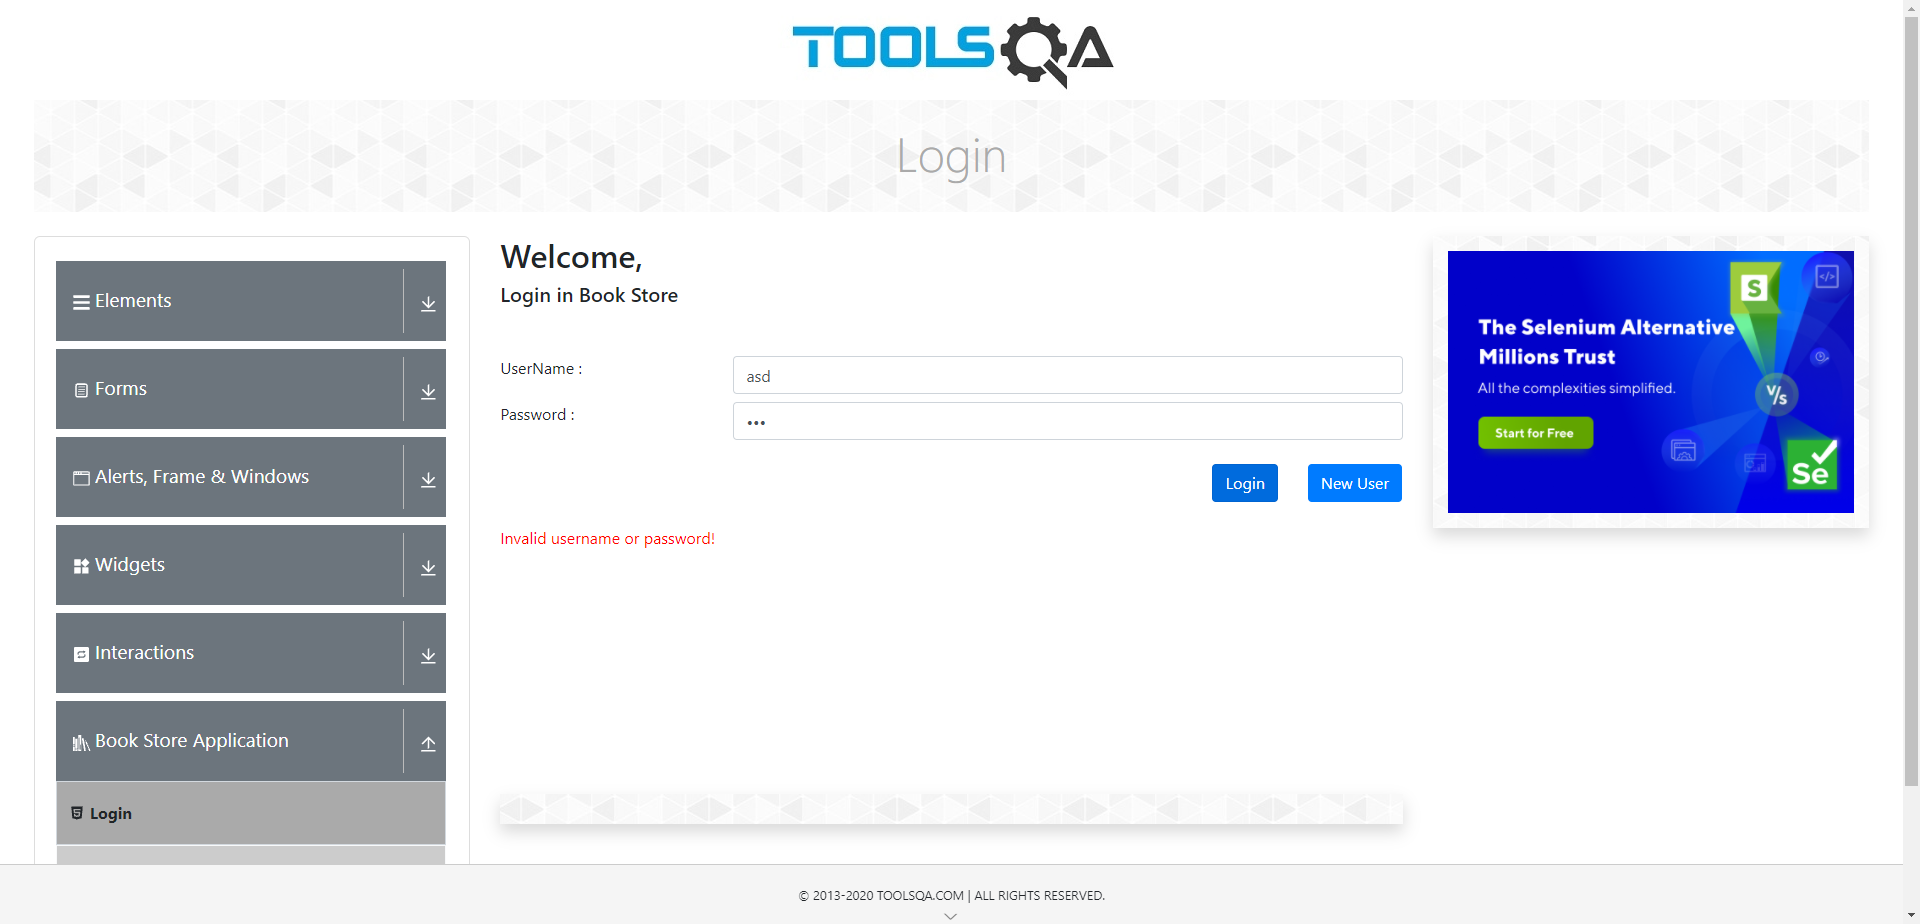 TOOLSQA
Login
Elements
Forms
Alerts, Frame & Windows
Widgets
Interactions
Book Store Application
Login
Welcome,
Login in Book Store
UserName :
asd
Password :
•••
Login
New User
Invalid username or password!
The Selenium Alternative
Millions Trust
All the complexities simplified.
Start for Free
S
</>
V/s
Se
© 2013-2020 TOOLSQA.COM | ALL RIGHTS RESERVED.